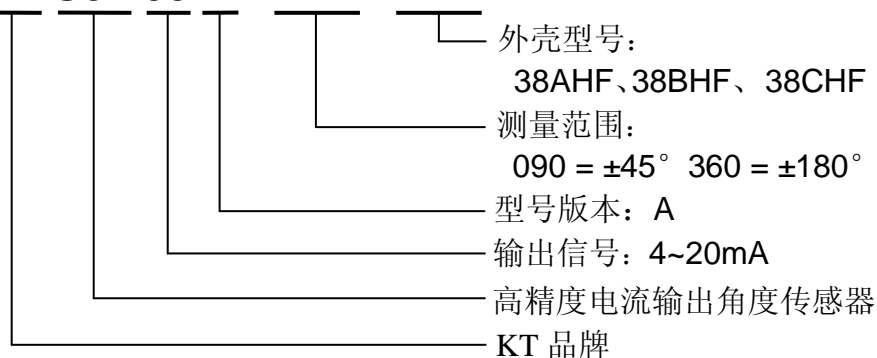 外壳型号：
38AHF、38BHF、 38CHF
测量范围：
090 = ±45° 360 = ±180°
型号版本：A
输出信号：4~20mA
高精度电流输出角度传感器
KT 品牌